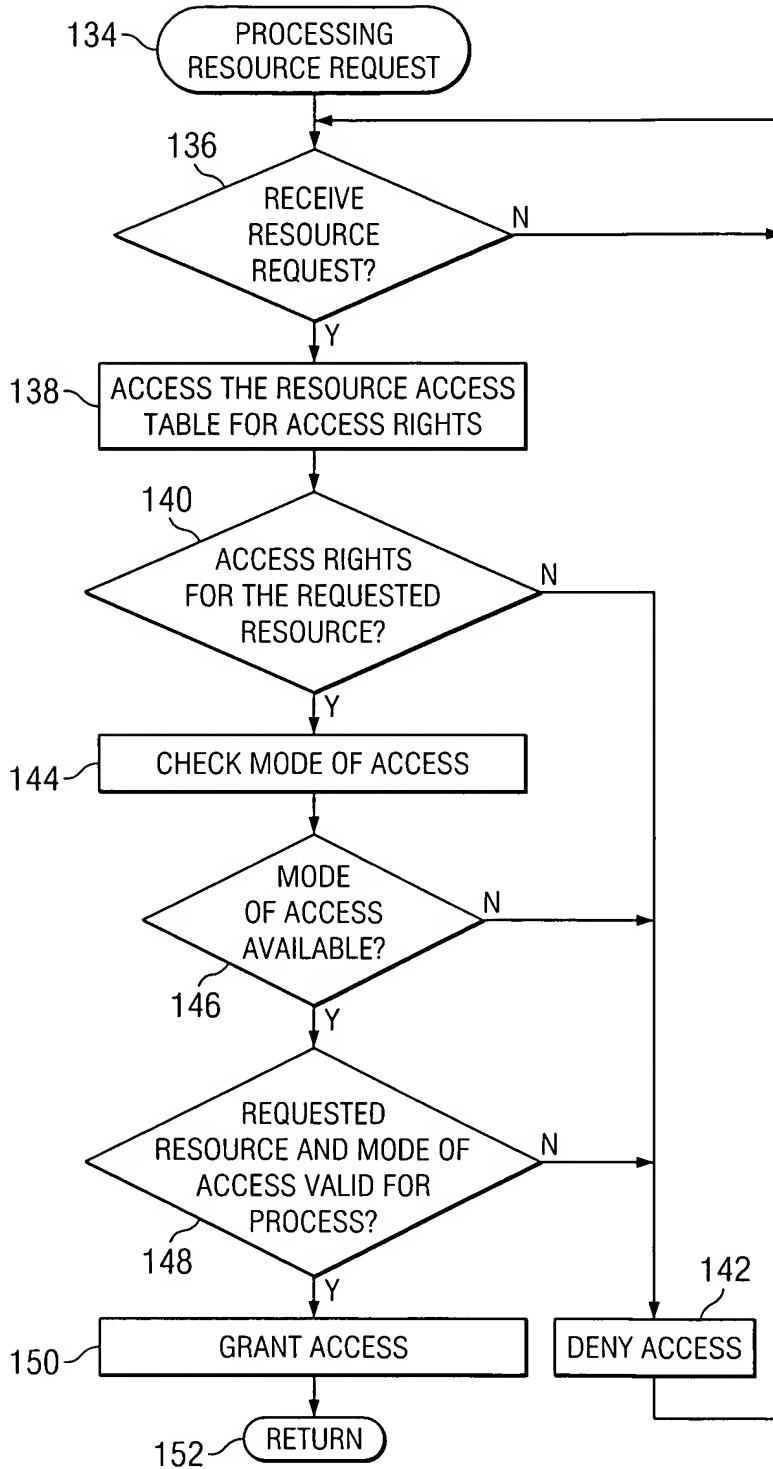 134
PROCESSING
RESOURCE REQUEST
136
RECEIVE
RESOURCE
REQUEST?
N
Y
138
ACCESS THE RESOURCE ACCESS
TABLE FOR ACCESS RIGHTS
140
ACCESS RIGHTS
FOR THE REQUESTED
RESOURCE?
N
Y
144
CHECK MODE OF ACCESS
MODE
OF ACCESS
AVAILABLE?
N
146
Y
REQUESTED
RESOURCE AND MODE OF
ACCESS VALID FOR
PROCESS?
N
148
Y
142
150
GRANT ACCESS
DENY ACCESS
152
RETURN